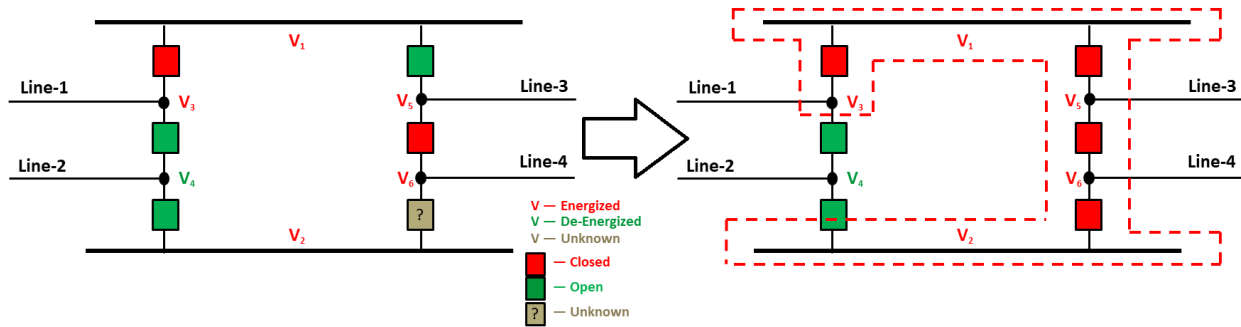 V1
Line-1
V3
V5
Line-3
Line-2
V4
V6
Line-4
?
V2
V — Energized
V — De-Energized
V — Unknown
— Closed
— Open
? — Unknown
V1
Line-1
V3
V5
Line-3
Line-2
V4
V6
Line-4
V2